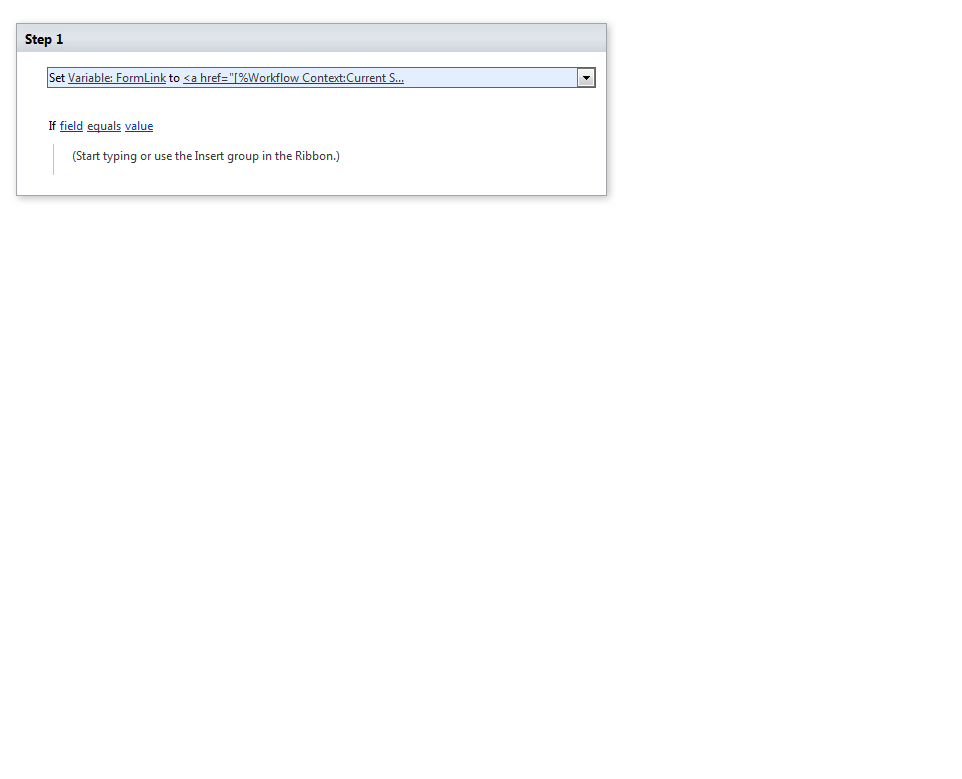 Step 1
Set Variable: FormLink to <a href="[%Workflow Context:Current S...
If field equals value
(Start typing or use the Insert group in the Ribbon.)